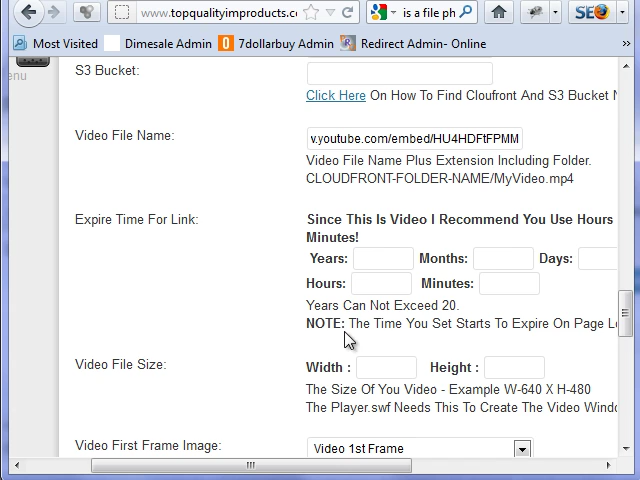 www.topqualityimproducts.cc
is a file ph
SEO
Most Visited
Dimesale Admin
7dollarbuy Admin
Redirect Admin- Online
»
enu
S3 Bucket:
Click Here On How To Find Cloufront And S3 Bucket N
Video File Name:
v.youtube.com/embed/HU4HDFtFPMM
Video File Name Plus Extension Including Folder.
CLOUDFRONT-FOLDER-NAME/MyVideo.mp4
Expire Time For Link:
Since This Is Video I Recommend You Use Hours
Minutes!
Years: Months: Days:
Hours: Minutes:
Years Can Not Exceed 20.
NOTE: The Time You Set Starts To Expire On Page Lo
Video File Size:
Width : Height :
The Size Of You Video - Example W-640 X H-480
The Player.swf Needs This To Create The Video Windo
Video First Frame Image:
Video 1st Frame